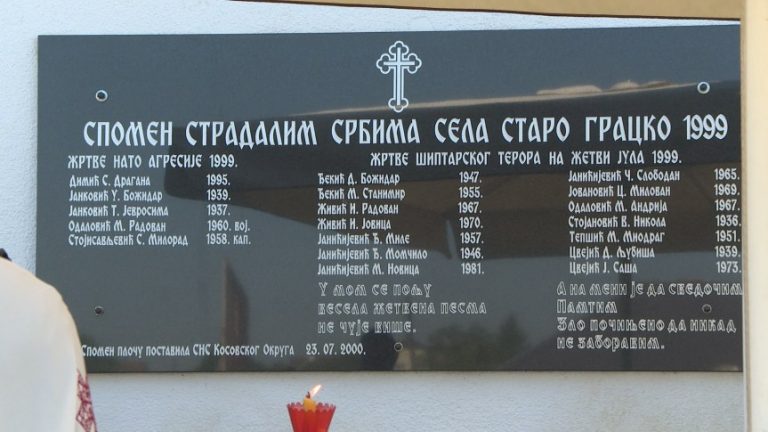 СПОМЕН СТРАДАЛИМ СРБИМА СЕЛА СТАРО ГРАЦКО 1999
ЖРТВЕ НАТО АГРЕСИЈЕ 1999.
Димић С. Драгана 1995.
Јанковић У. Божидар 1939.
Јанковић Т. Јевросима 1937.
Одаловић М. Радован 1960. вој.
Стојисављевић С. Милорад 1958. кап.
ЖРТВЕ ШИПТАРСКОГ ТЕРОРА НА ЖЕТВИ ЈУЛА 1999.
Ђекић Д. Божидар 1947.
Ђекић М. Станимир 1955.
Живић И. Радован 1967.
Живић И. Јовица 1970.
Јанићијевић Ђ. Миле 1957.
Јанићијевић Ђ. Момчило 1946.
Јанићијевић М. Новица 1981.
Јанићијевић Ч. Слободан 1965.
Јовановић Ц. Милован 1969.
Одаловић М. Андрија 1967.
Стојановић В. Никола 1936.
Тепшић М. Миодраг 1951.
Цвејић Д. Љубиша 1939.
Цвејић Ј. Саша 1973.
У мом се пољу
весела жетвена песма
не чује више.
А на мени је да сведочим
Памтим
Зло почињено да никад
не заборавим.
Спомен плочу поставила СНС Косовског Округа 23. 07. 2000.